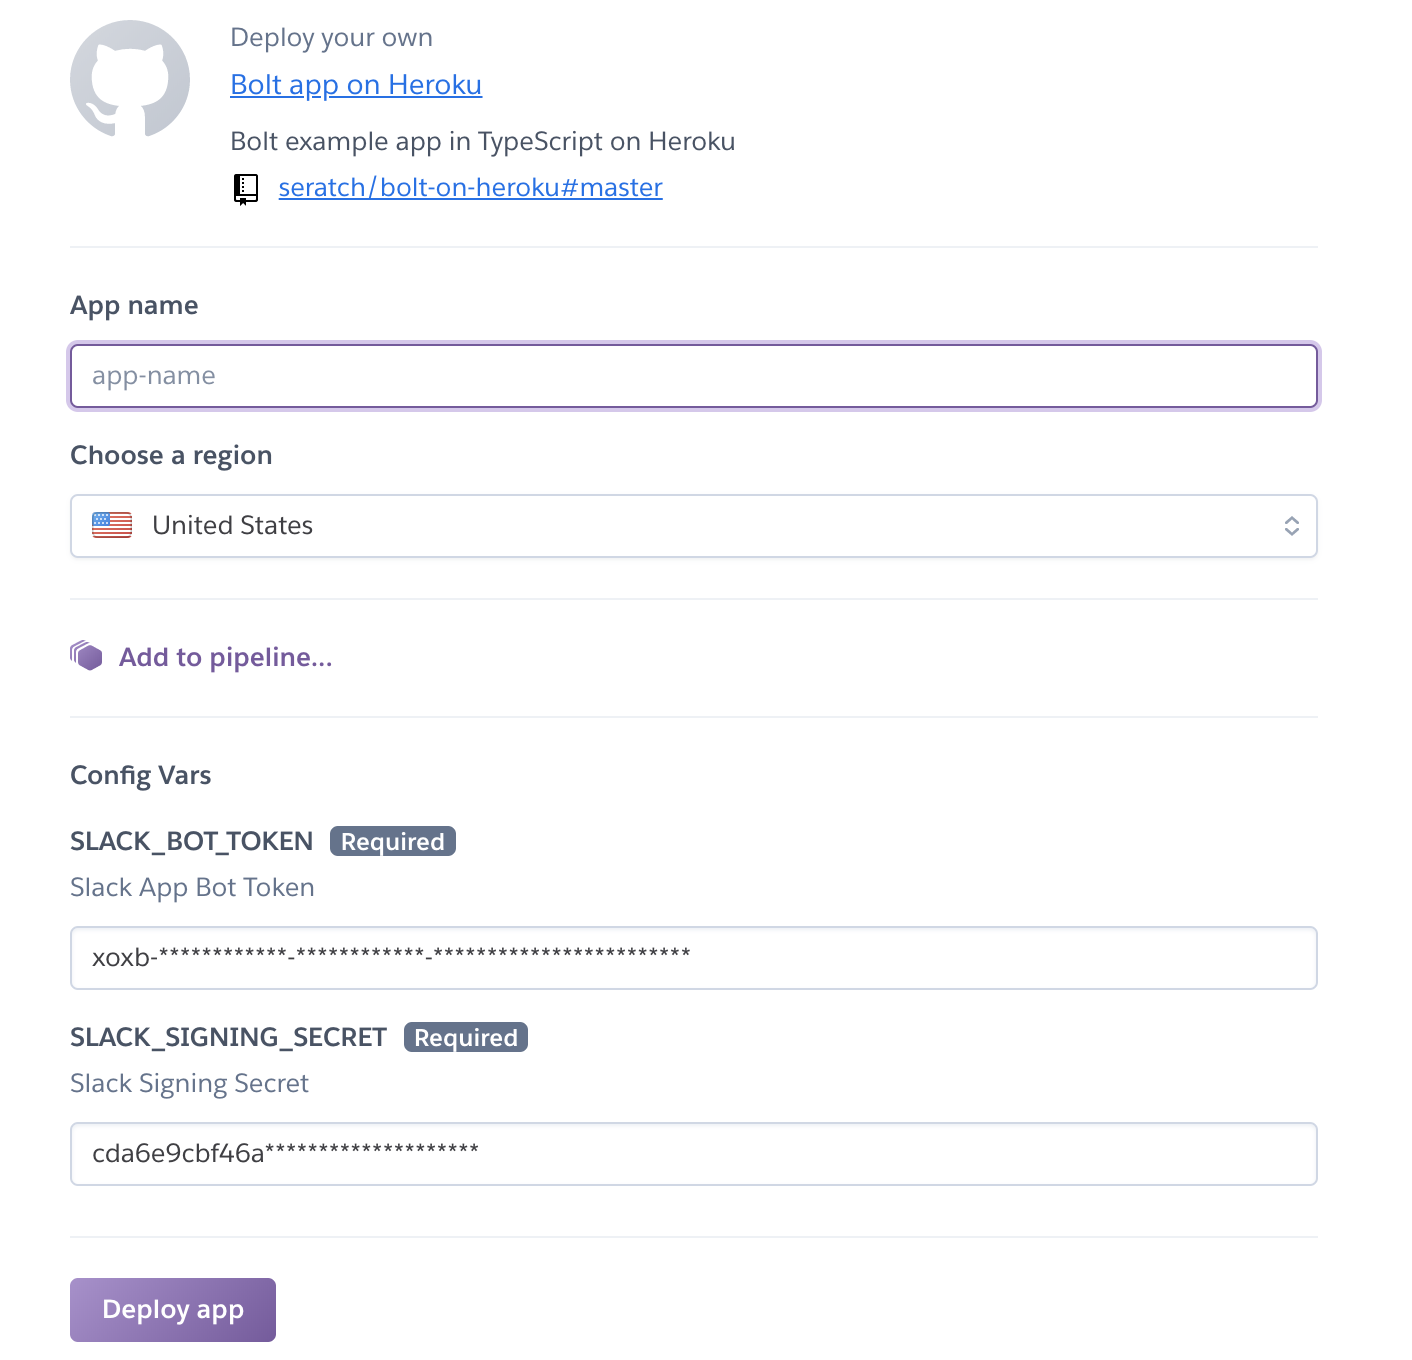 Deploy your own
Bolt app on Heroku
Bolt example app in TypeScript on Heroku
seratch/bolt-on-heroku#master
App name
app-name
Choose a region
United States
Add to pipeline...
Config Vars
SLACK_BOT_TOKEN Required
Slack App Bot Token
xoxb-************-************-************************
SLACK_SIGNING_SECRET Required
Slack Signing Secret
cda6e9cbf46a********************
Deploy app